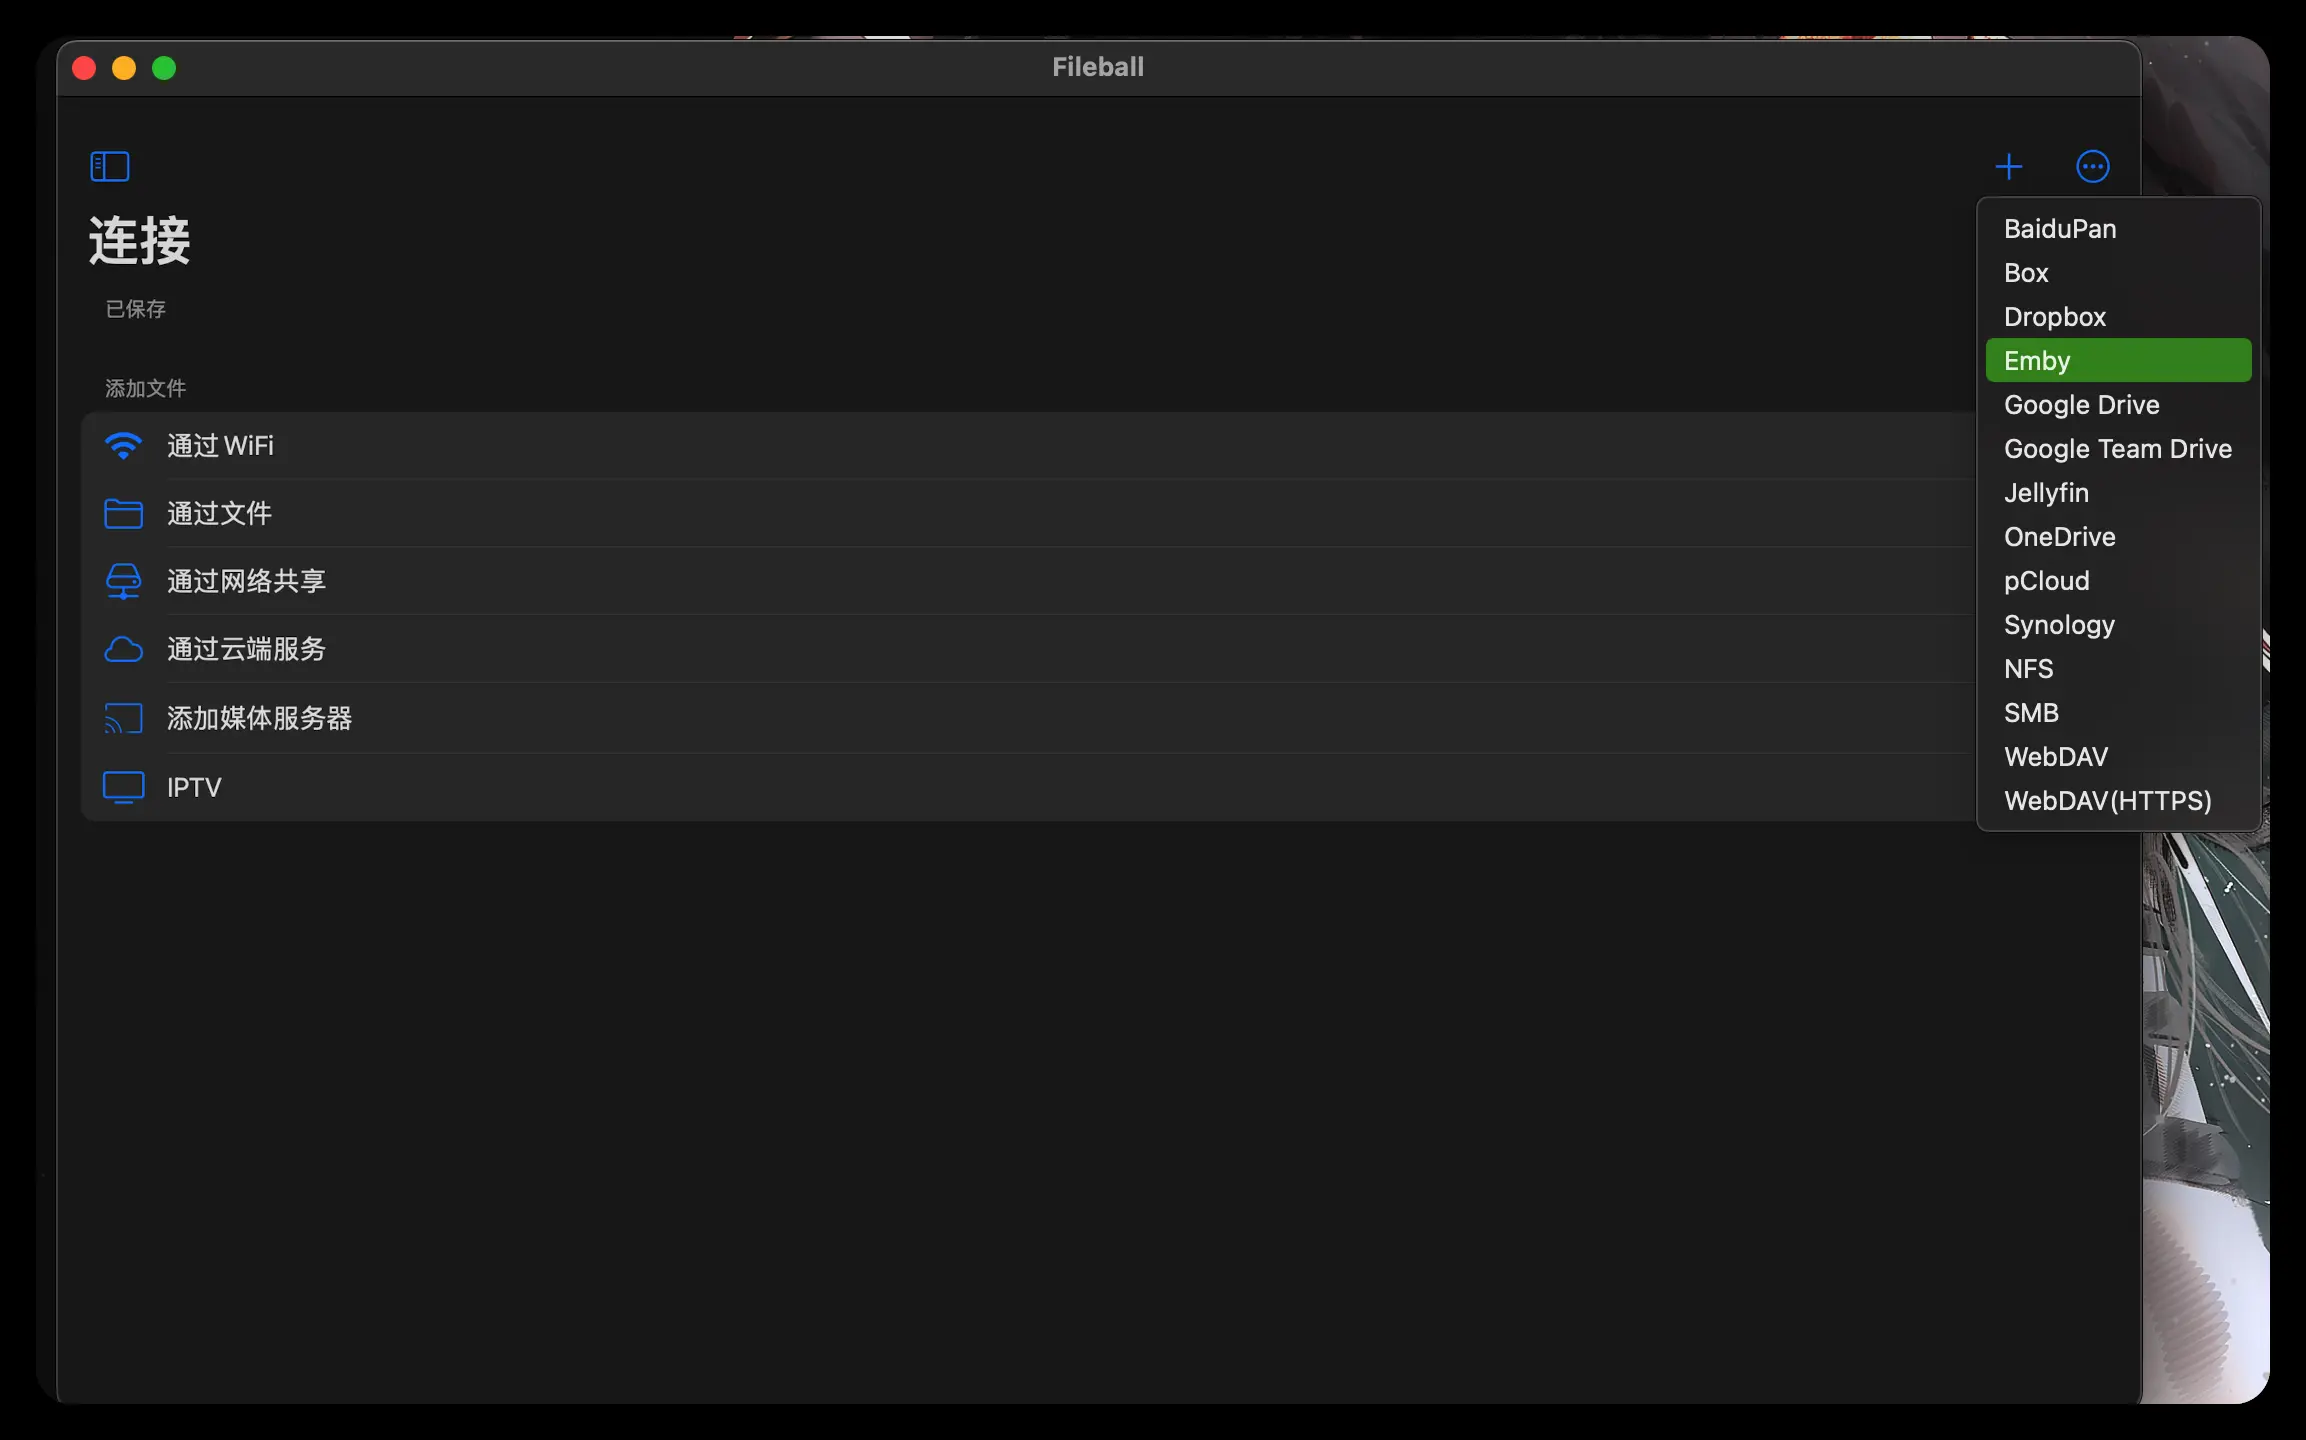 Fileball
连接
已保存
添加文件
通过 WiFi
通过文件
通过网络共享
通过云端服务
添加媒体服务器
IPTV
BaiduPan
Box
Dropbox
Emby
Google Drive
Google Team Drive
Jellyfin
OneDrive
pCloud
Synology
NFS
SMB
WebDAV
WebDAV(HTTPS)